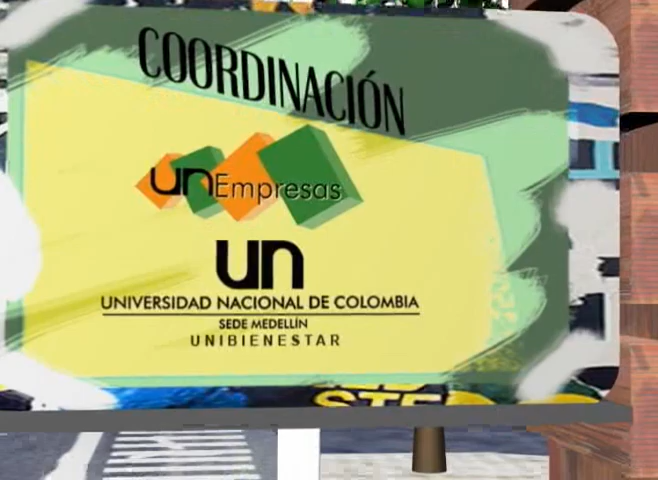 COORDINACIÓN
unEmpresas
un
UNIVERSIDAD NACIONAL DE COLOMBIA
SEDE MEDELLÍN
UNIBIENESTAR